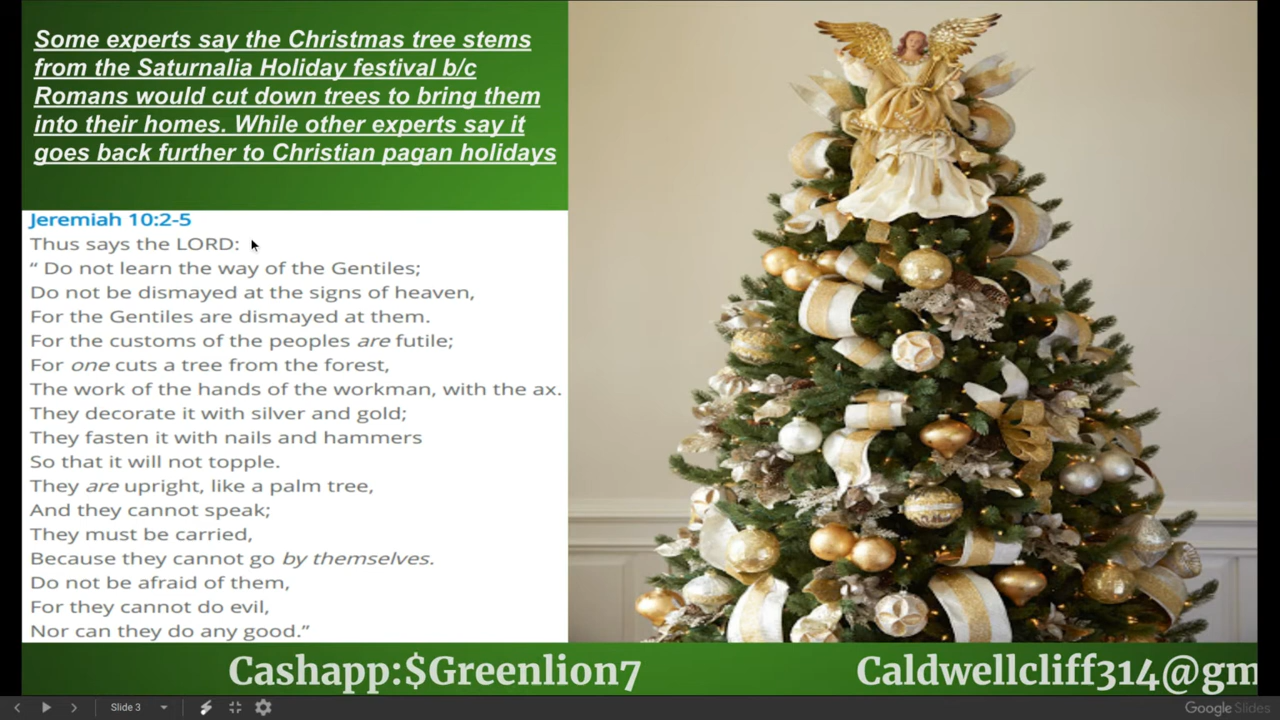 Some experts say the Christmas tree stems
from the Saturnalia Holiday festival b/c
Romans would cut down trees to bring them
into their homes. While other experts say it
goes back further to Christian pagan holidays
Jeremiah 10:2-5
Thus says the LORD:
“ Do not learn the way of the Gentiles;
Do not be dismayed at the signs of heaven,
For the Gentiles are dismayed at them.
For the customs of the peoples are futile;
For one cuts a tree from the forest,
The work of the hands of the workman, with the ax.
They decorate it with silver and gold;
They fasten it with nails and hammers
So that it will not topple.
They are upright, like a palm tree,
And they cannot speak;
They must be carried,
Because they cannot go by themselves.
Do not be afraid of them,
For they cannot do evil,
Nor can they do any good.”
Cashapp:$Greenlion7 Caldwellcliff314@gm
Slide 3
Google Slides